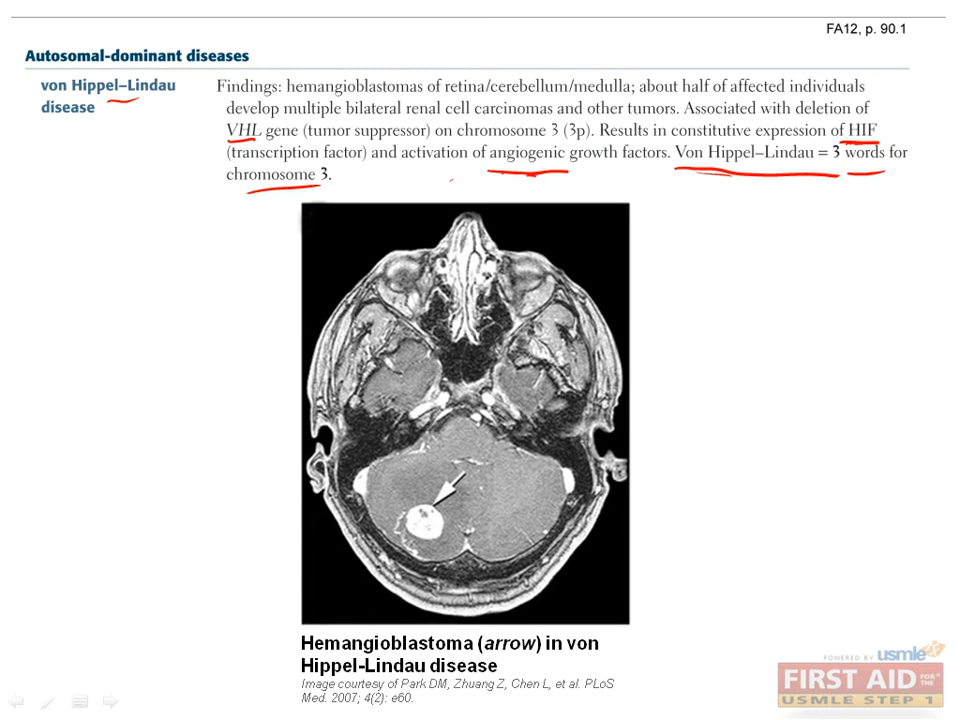 FA12, p. 90.1
Autosomal-dominant diseases
von Hippel–Lindau
disease
Findings: hemangioblastomas of retina/cerebellum/medulla; about half of affected individuals
develop multiple bilateral renal cell carcinomas and other tumors. Associated with deletion of
VHL gene (tumor suppressor) on chromosome 3 (3p). Results in constitutive expression of HIF
(transcription factor) and activation of angiogenic growth factors. Von Hippel–Lindau = 3 words for
chromosome 3.
Hemangioblastoma (arrow) in von
Hippel-Lindau disease
Image courtesy of Park DM, Zhuang Z, Chen L, et al. PLoS
Med. 2007; 4(2): e60.
POWERED BY usmle
FIRST AID FOR THE
USMLE STEP 1